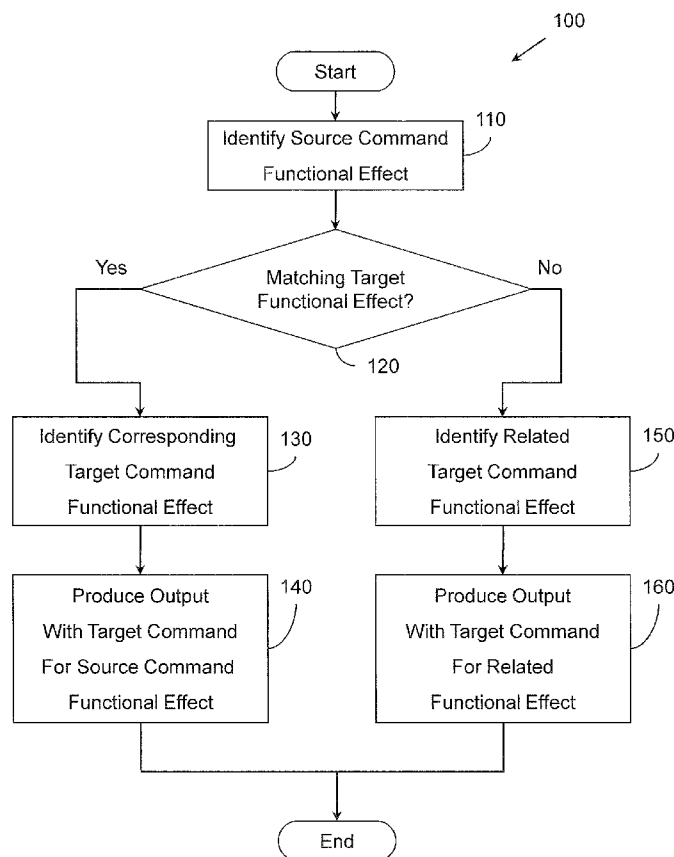 100
Start
110
Identify Source Command
Functional Effect
Yes
No
Matching Target
Functional Effect?
120
Identify Corresponding
Target Command
Functional Effect
130
Identify Related
Target Command
Functional Effect
150
Produce Output
With Target Command
For Source Command
Functional Effect
140
Produce Output
With Target Command
For Related
Functional Effect
160
End